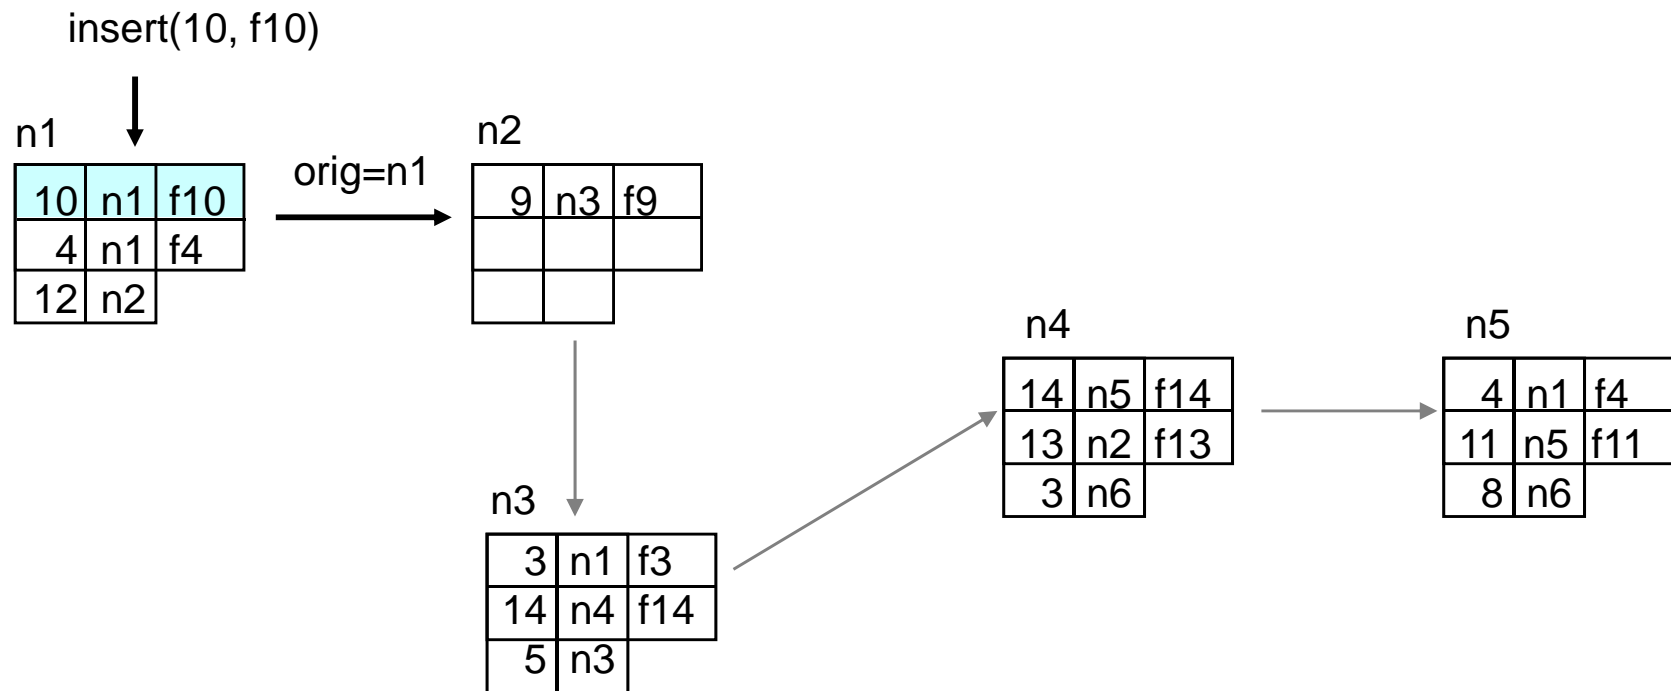 insert(10, f10)
n1
10 n1 f10
4 n1 f4
12 n2
orig=n1
n2
9 n3 f9
n3
3 n1 f3
14 n4 f14
5 n3
n4
14 n5 f14
13 n2 f13
3 n6
n5
4 n1 f4
11 n5 f11
8 n6